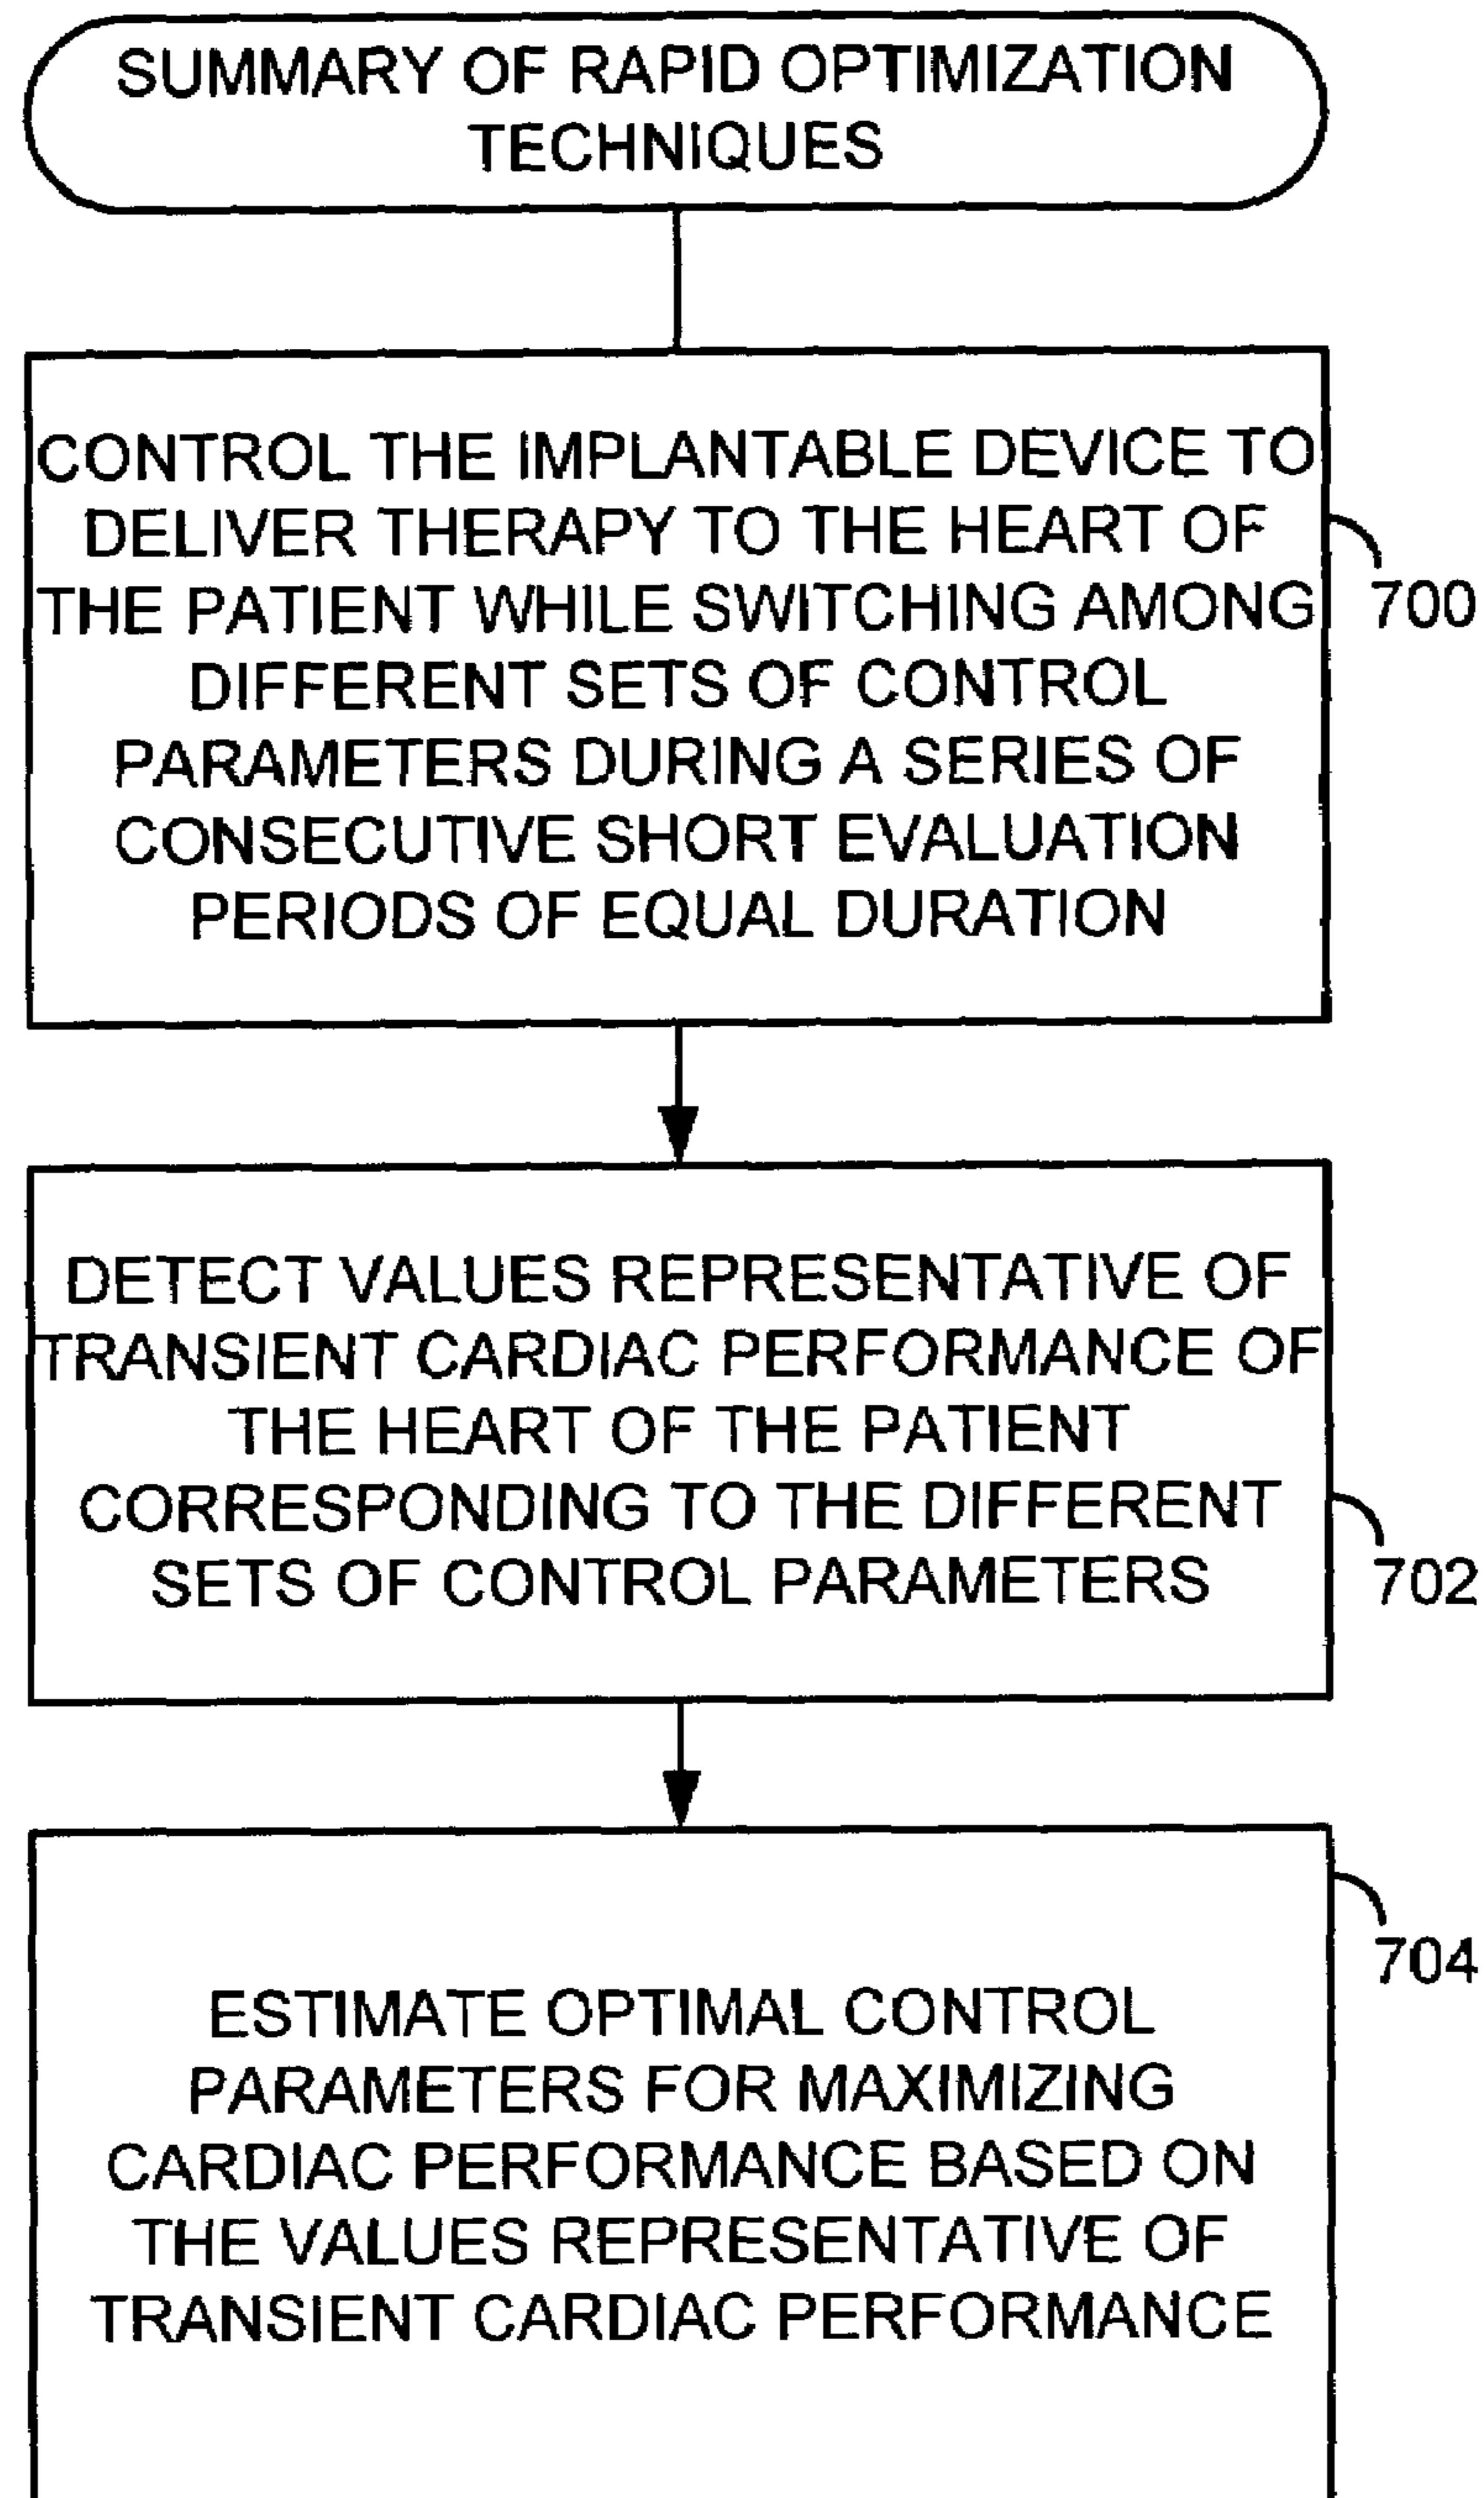 SUMMARY OF RAPID OPTIMIZATION
TECHNIQUES
CONTROL THE IMPLANTABLE DEVICE TO
DELIVER THERAPY TO THE HEART OF
THE PATIENT WHILE SWITCHING AMONG
DIFFERENT SETS OF CONTROL
PARAMETERS DURING A SERIES OF
CONSECUTIVE SHORT EVALUATION
PERIODS OF EQUAL DURATION
700
DETECT VALUES REPRESENTATIVE OF
TRANSIENT CARDIAC PERFORMANCE OF
THE HEART OF THE PATIENT
CORRESPONDING TO THE DIFFERENT
SETS OF CONTROL PARAMETERS
702
704
ESTIMATE OPTIMAL CONTROL
PARAMETERS FOR MAXIMIZING
CARDIAC PERFORMANCE BASED ON
THE VALUES REPRESENTATIVE OF
TRANSIENT CARDIAC PERFORMANCE